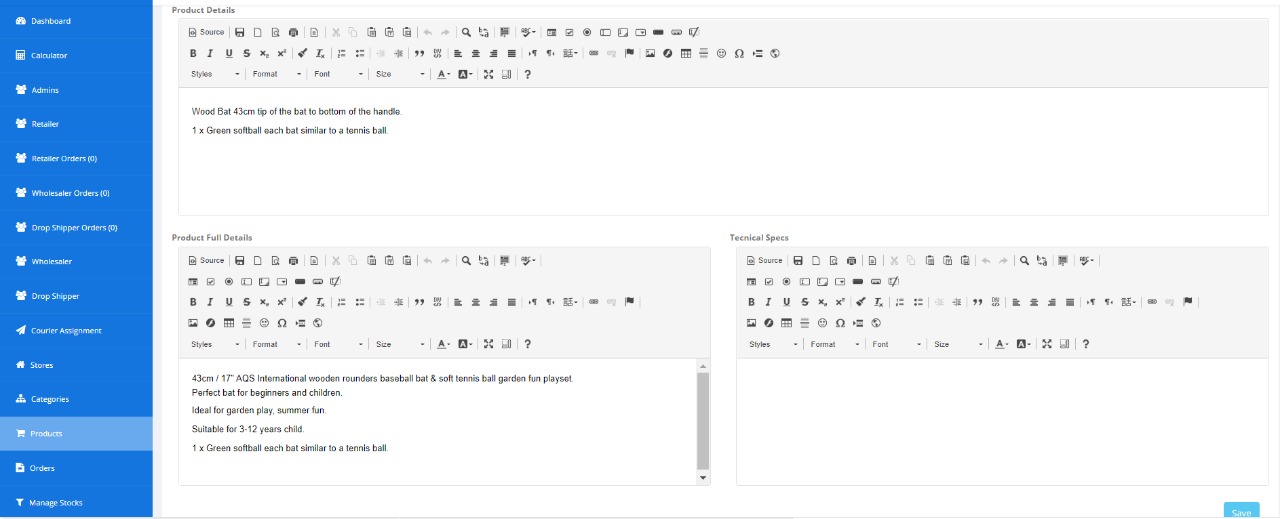 Dashboard
Calculator
Admins
Retailer
Retailer Orders (0)
Wholesaler Orders (0)
Drop Shipper Orders (0)
Wholesaler
Drop Shipper
Courier Assignment
Stores
Categories
Products
Orders
Manage Stocks
Product Details
Source
Styles Format Font Size
Wood Bat 43cm tip of the bat to bottom of the handle.
1 x Green softball each bat similar to a tennis ball.
Product Full Details
Source
Styles Format Font Size
43cm / 17" AQS International wooden rounders baseball bat & soft tennis ball garden fun playset.
Perfect bat for beginners and children.
Ideal for garden play, summer fun.
Suitable for 3-12 years child.
1 x Green softball each bat similar to a tennis ball.
Tecnical Specs
Source
Styles Format Font Size
Save